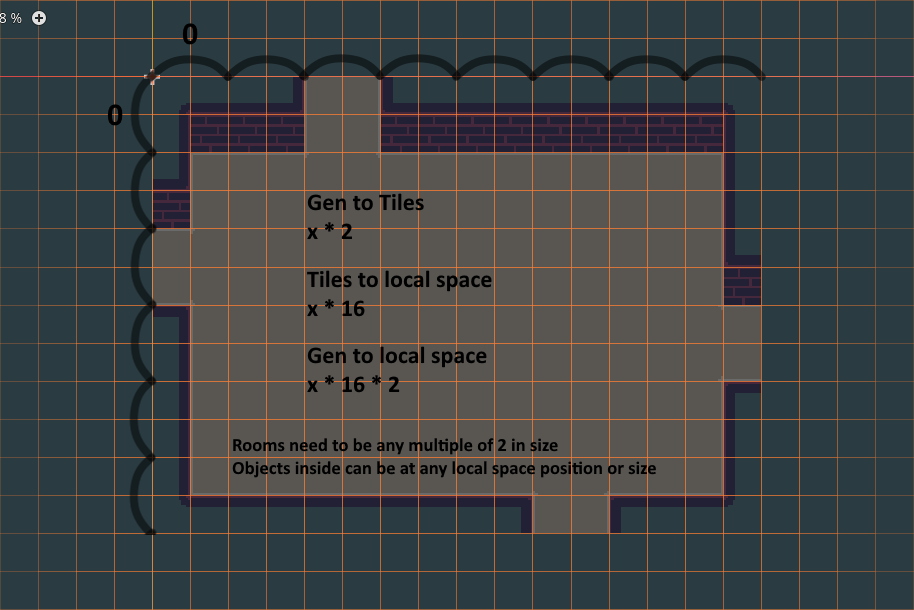 8 %
0
0
Gen to Tiles
x * 2
Tiles to local space
x * 16
Gen to local space
x * 16 * 2
Rooms need to be any multiple of 2 in size
Objects inside can be at any local space position or size